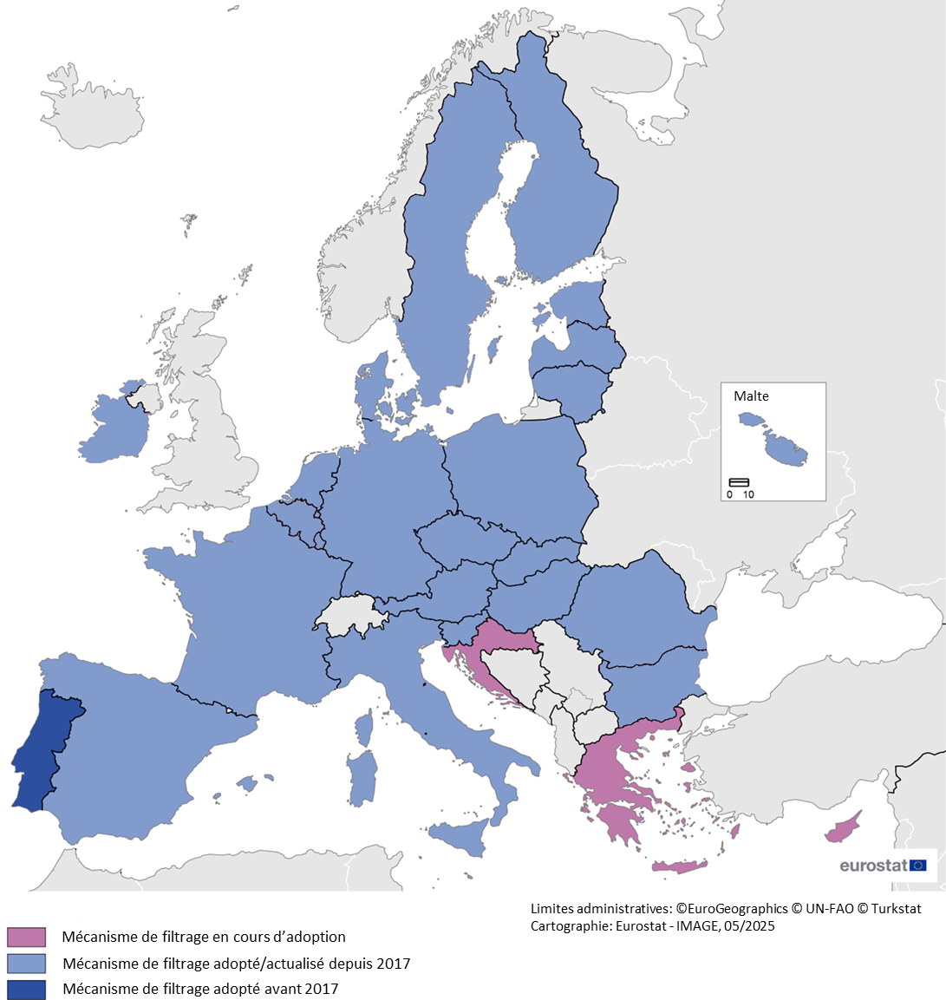 Malte
0 10
eurostat
Limites administratives: ©EuroGeographics © UN-FAO © Turkstat
Cartographie: Eurostat - IMAGE, 05/2025
Mécanisme de filtrage en cours d’adoption
Mécanisme de filtrage adopté/actualisé depuis 2017
Mécanisme de filtrage adopté avant 2017